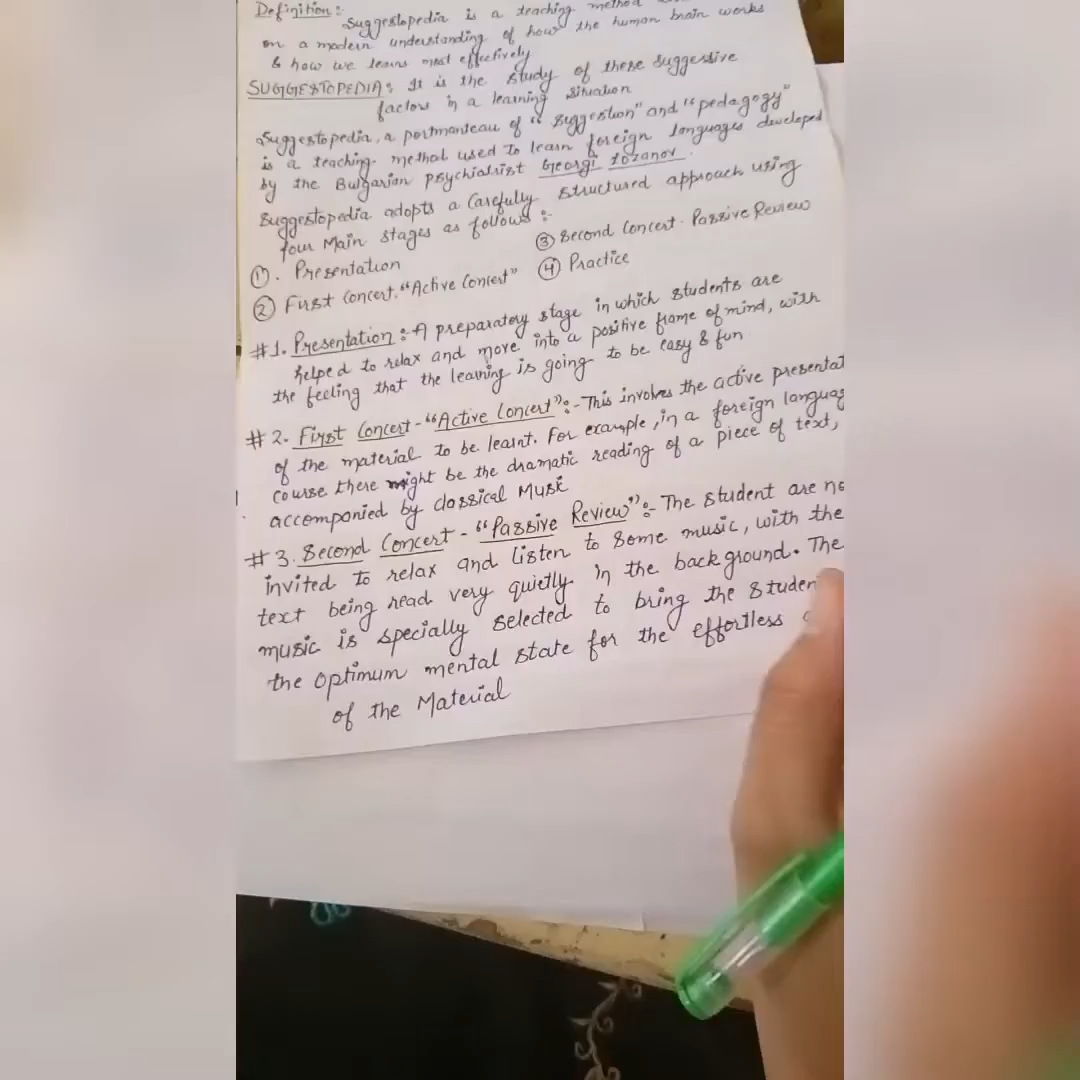 Definition: Suggestopedia is a teaching method
on a modern understanding of how the human brain works
& how we learns most effectively
SUGGESTOPEDIA: It is the study of these suggestive
factors in a learning situation
Suggestopedia, a portmanteau of "suggestion" and "pedagogy"
is a teaching method used to learn foreign languages developed
by the Bulgarian psychiatrist Georgi Lozanov.
Suggestopedia adopts a carefully structured approach using
four Main stages as follows:-
①. Presentation
② First Concert. "Active Concert"
③ Second Concert. Passive Review
④ Practice
#1. Presentation:- A preparatory stage in which students are
helped to relax and move into a positive frame of mind, with
the feeling that the learning is going to be easy & fun
#2. First Concert - "Active Concert":- This involves the active presentat
of the material to be learnt. For example, in a foreign languag
course there might be the dramatic reading of a piece of text,
accompanied by classical Music
#3. Second Concert - "Passive Review":- The student are no
invited to relax and listen to some music, with the
text being read very quietly in the background. The
music is specially selected to bring the studen
the optimum mental state for the effortless
of the Material